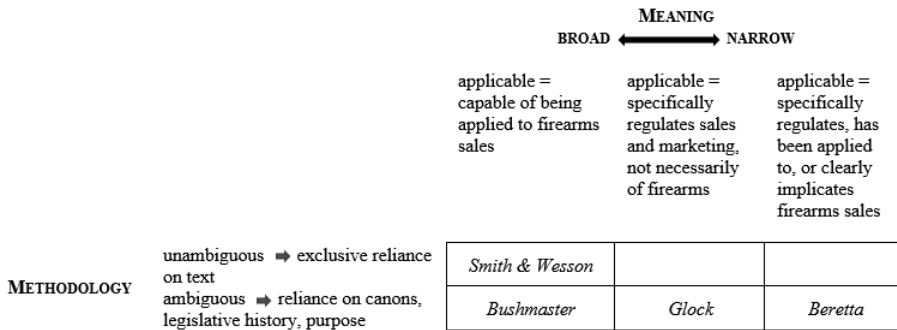 MEANING
BROAD NARROW
applicable =
capable of being
applied to firearms
sales
applicable =
specifically
regulates sales
and marketing,
not necessarily
of firearms
applicable =
specifically
regulates, has
been applied
to, or clearly
implicates
firearms sales
METHODOLOGY
unambiguous ➡ exclusive reliance
on text
ambiguous ➡ reliance on canons,
legislative history, purpose
Smith & Wesson
Bushmaster Glock Beretta